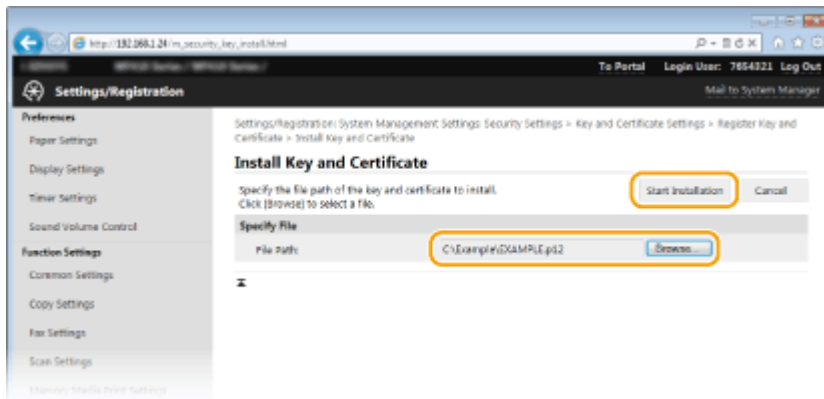 http://192.168.1.24/m_security_key_install.html
To Portal Login User: 7654321 Log Out
Settings/Registration
Mail to System Manager
Preferences
Paper Settings
Display Settings
Timer Settings
Sound Volume Control
Function Settings
Common Settings
Copy Settings
Fax Settings
Scan Settings
Memory Media Print Settings
Settings/Registration: System Management Settings: Security Settings > Key and Certificate Settings > Register Key and
Certificate > Install Key and Certificate
Install Key and Certificate
Specify the file path of the key and certificate to install.
Click [Browse] to select a file.
Start Installation Cancel
Specify File
File Path: C:\Example\EXAMPLE.p12 Browse...